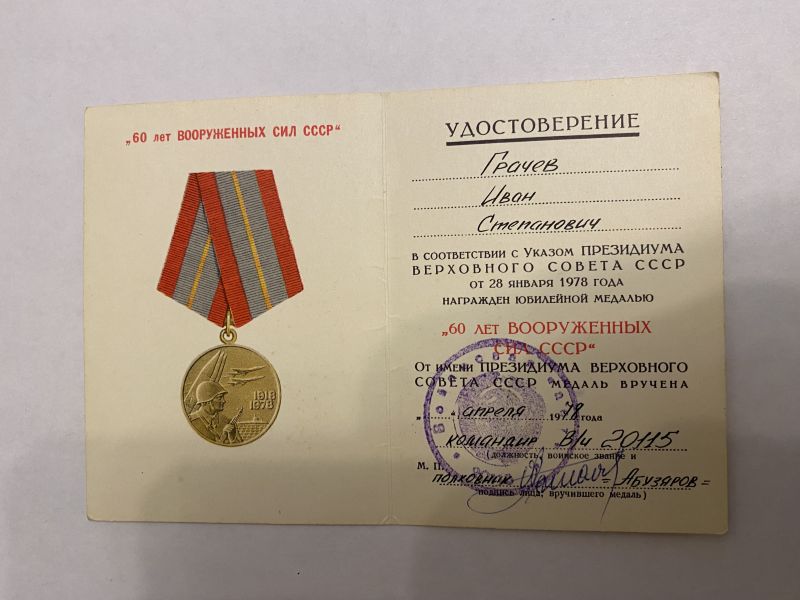 „60 лет ВООРУЖЕННЫХ СИЛ СССР“
1918
1978
УДОСТОВЕРЕНИЕ
Грачев
Иван
Степанович
В СООТВЕТСТВИИ С УКАЗОМ ПРЕЗИДИУМА
ВЕРХОВНОГО СОВЕТА СССР
ОТ 28 ЯНВАРЯ 1978 ГОДА
НАГРАЖДЕН ЮБИЛЕЙНОЙ МЕДАЛЬЮ
„60 ЛЕТ ВООРУЖЕННЫХ
СИЛ СССР“
ОТ ИМЕНИ ПРЕЗИДИУМА ВЕРХОВНОГО
СОВЕТА СССР МЕДАЛЬ ВРУЧЕНА
„ “ апреля 1978 года
командир В/ч 20115
(должность, воинское звание и
М. П.
полковник =Абузяров=
подпись лица, вручившего медаль)